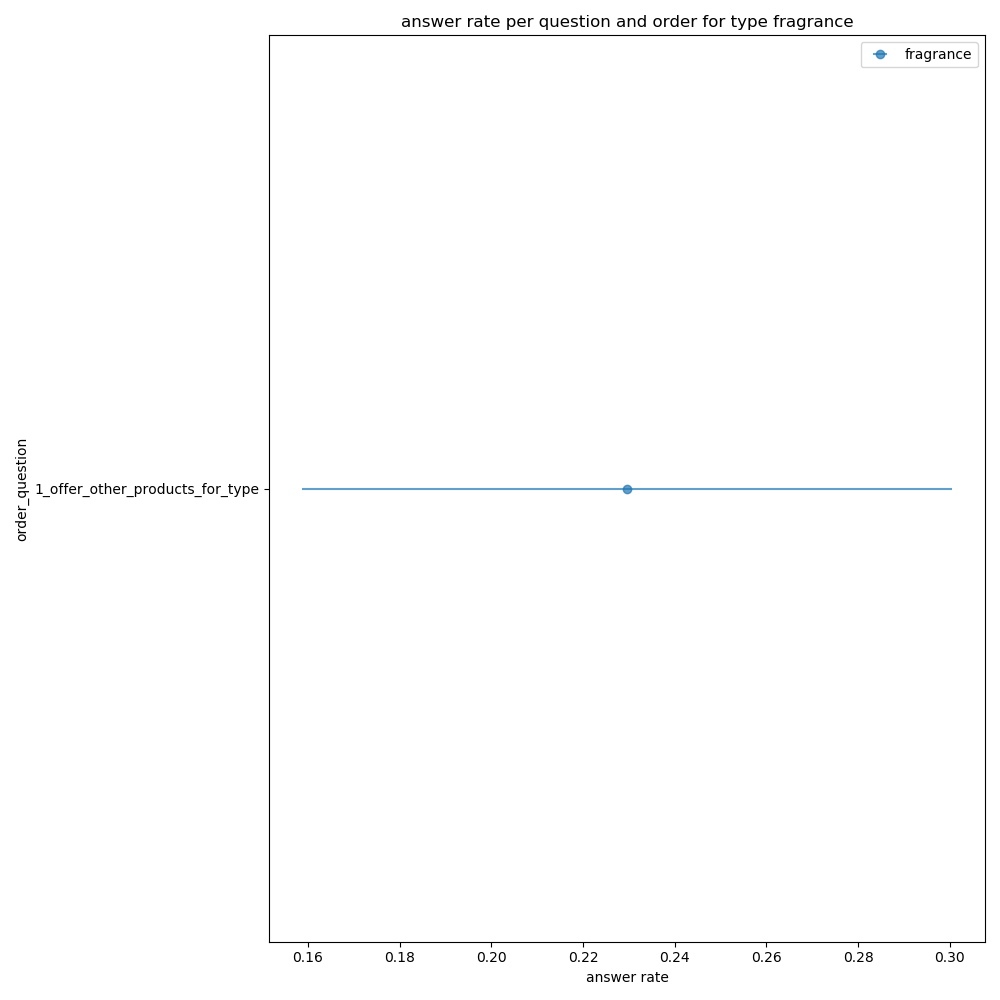 answer rate per question and order for type fragrance
fragrance
order_question
1_offer_other_products_for_type
0.16 0.18 0.20 0.22 0.24 0.26 0.28 0.30
answer rate